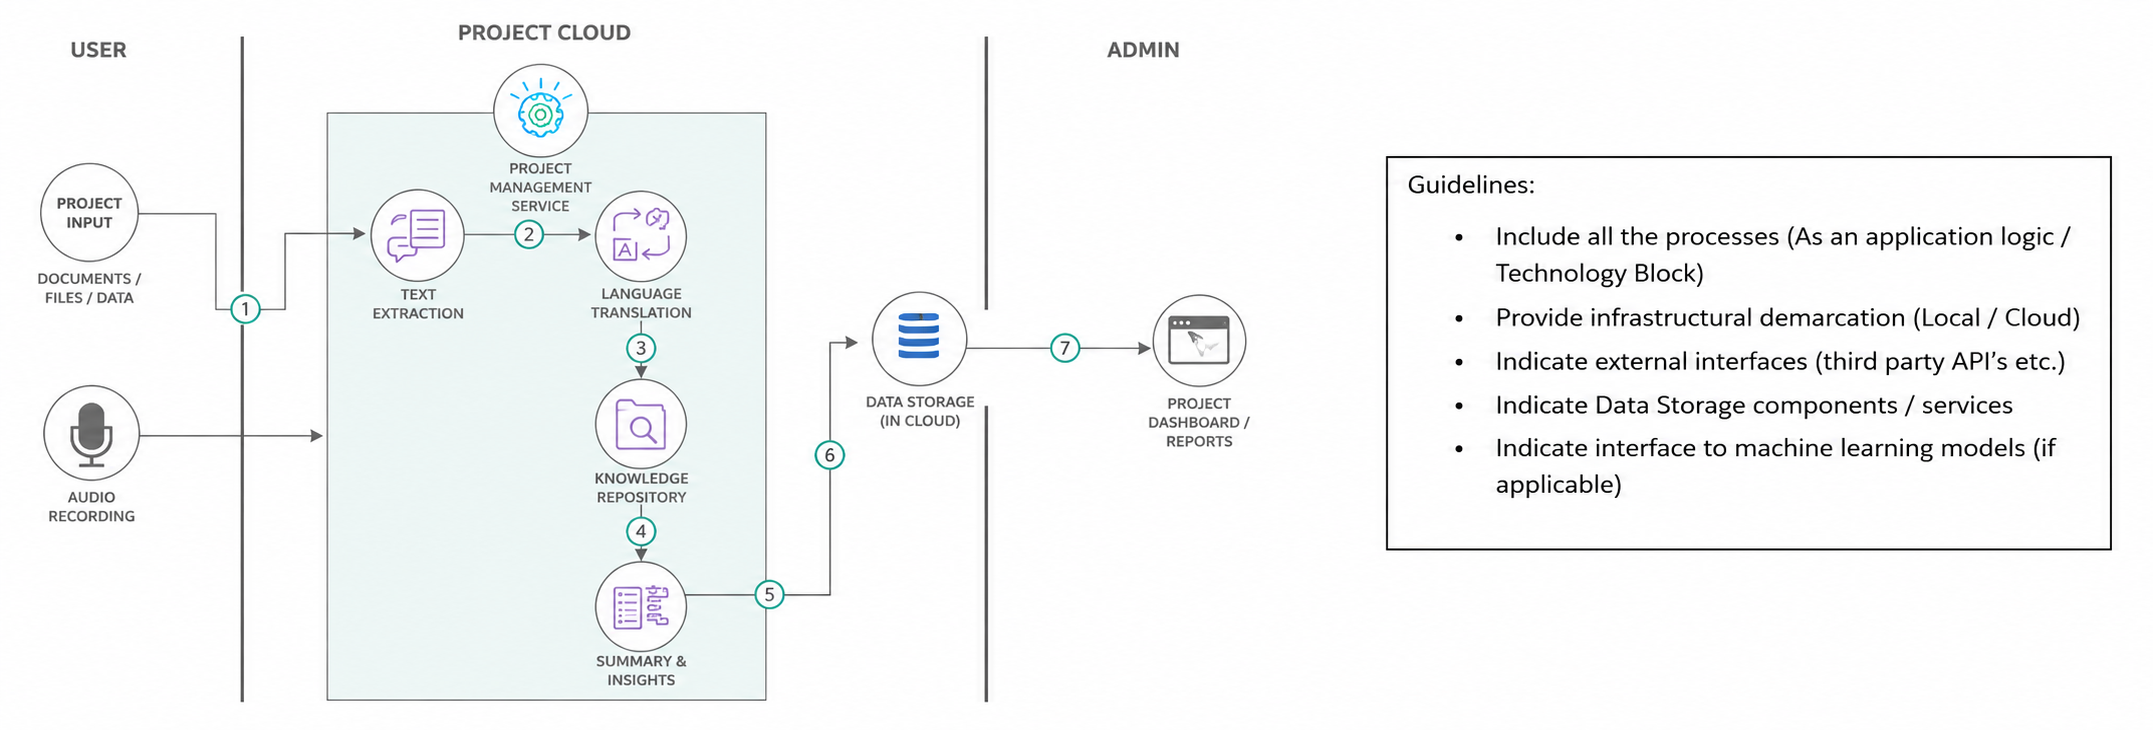 USER
PROJECT CLOUD
ADMIN
PROJECT
INPUT
DOCUMENTS /
FILES / DATA
1
AUDIO
RECORDING
PROJECT
MANAGEMENT
SERVICE
TEXT
EXTRACTION
2
A
LANGUAGE
TRANSLATION
3
KNOWLEDGE
REPOSITORY
4
SUMMARY &
INSIGHTS
5
6
DATA STORAGE
(IN CLOUD)
7
PROJECT
DASHBOARD /
REPORTS
Guidelines:
• Include all the processes (As an application logic /
Technology Block)
• Provide infrastructural demarcation (Local / Cloud)
• Indicate external interfaces (third party API’s etc.)
• Indicate Data Storage components / services
• Indicate interface to machine learning models (if
applicable)